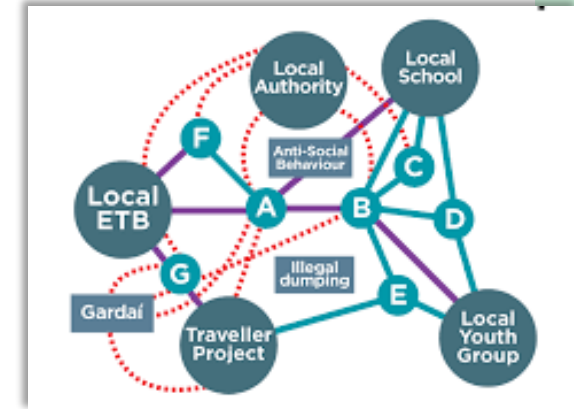 Local
Authority
Local
School
F
Anti-Social
Behaviour
C
Local
ETB
A
B
D
G
Illegal
dumping
E
Gardaí
Traveller
Project
Local
Youth
Group